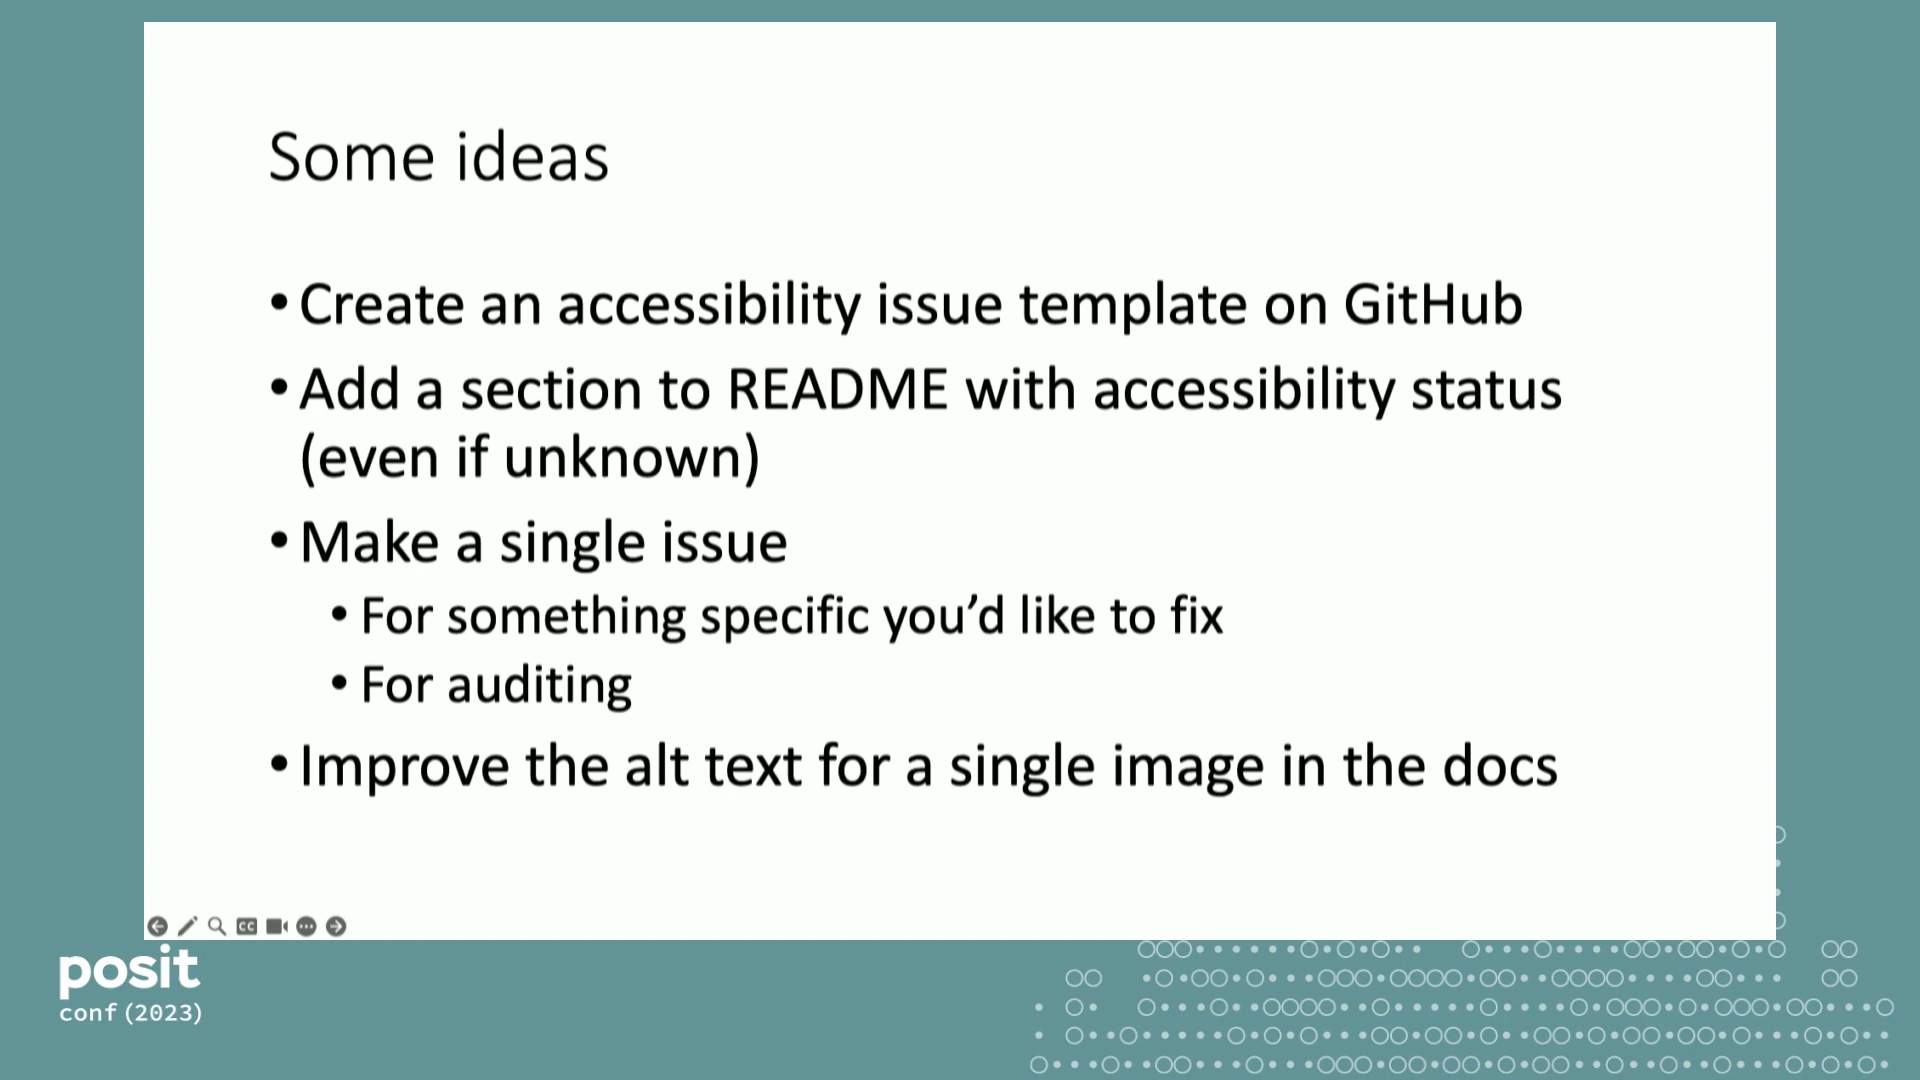 Some ideas
• Create an accessibility issue template on GitHub
• Add a section to README with accessibility status
(even if unknown)
• Make a single issue
• For something specific you’d like to fix
• For auditing
• Improve the alt text for a single image in the docs
CC
posit
conf(2023)